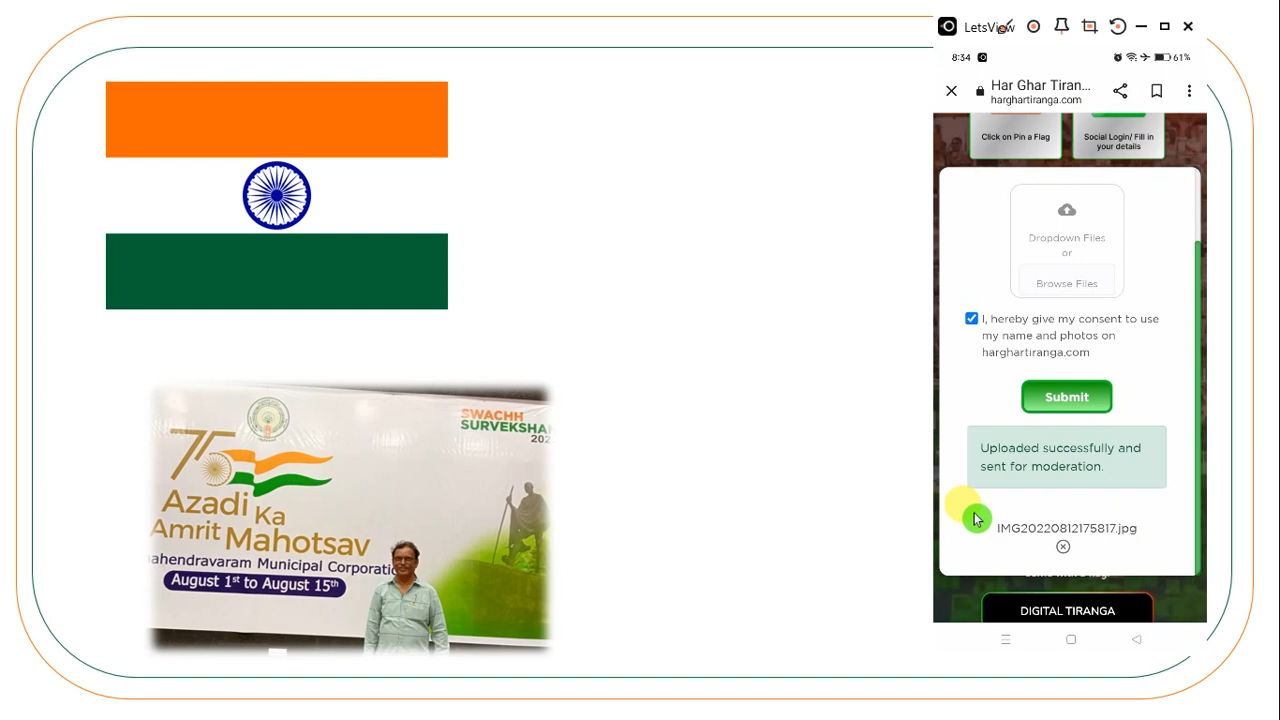 SWACHH
SURVEKSHA
202
75
Azadi Ka
Amrit Mahotsav
ahendravaram Municipal Corporatio
August 1st to August 15th
LetsView
8:34
61%
Har Ghar Tiran...
harghartiranga.com
Click on Pin a Flag
Social Login/ Fill in
your details
Dropdown Files
or
Browse Files
I, hereby give my consent to use
my name and photos on
harghartiranga.com
Submit
Uploaded successfully and
sent for moderation.
IMG20220812175817.jpg
DIGITAL TIRANGA